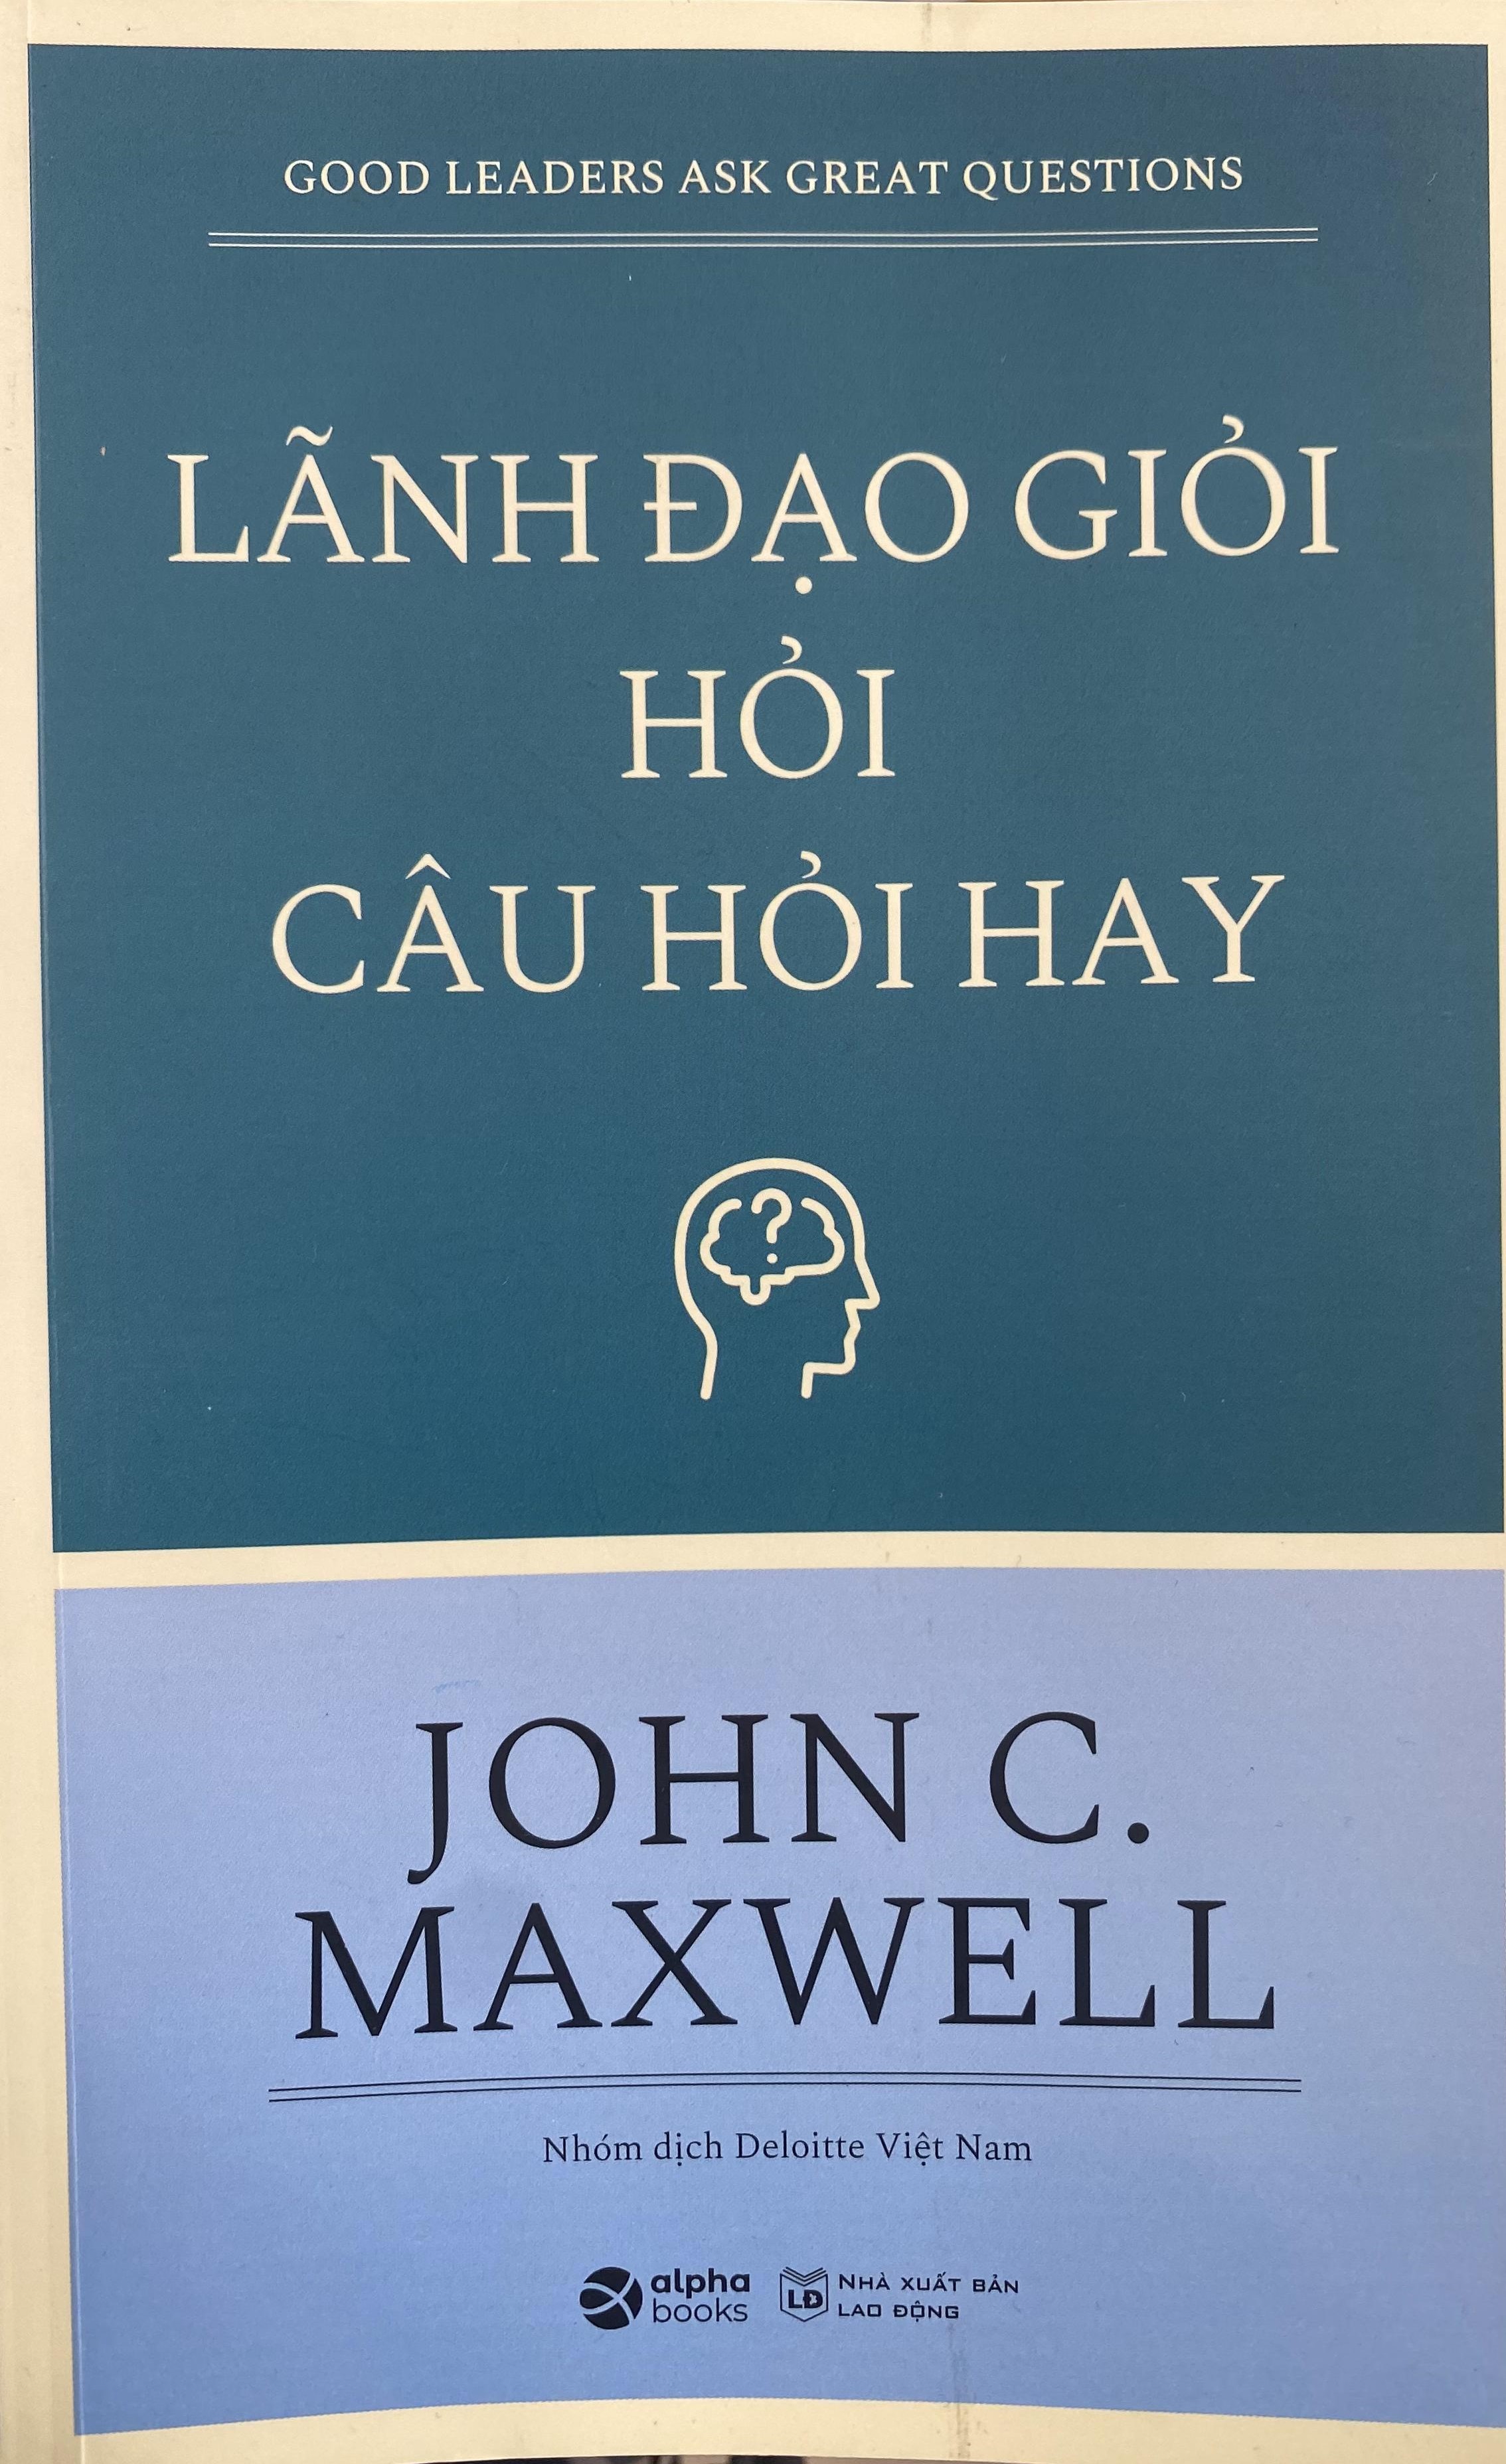 GOOD LEADERS ASK GREAT QUESTIONS
LÃNH ĐẠO GIỎI
HỎI
CÂU HỎI HAY
?
JOHN C.
MAXWELL
Nhóm dịch Deloitte Việt Nam
alpha
books
LĐ
NHÀ XUẤT BẢN
LAO ĐỘNG